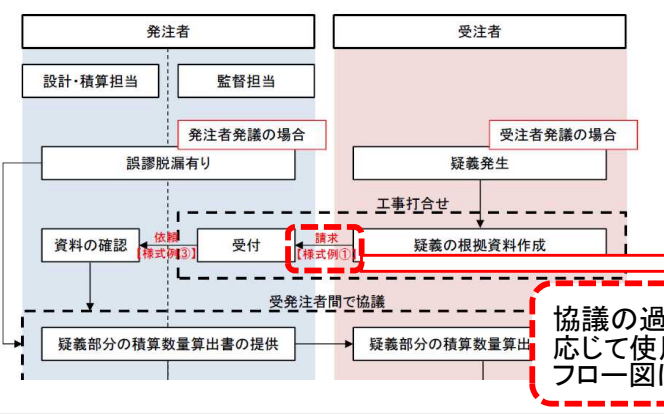 発注者
受注者
設計・積算担当
監督担当
発注者発議の場合
受注者発議の場合
誤謬脱漏有り
疑義発生
工事打合せ
資料の確認
依頼
【様式例③】
受付
請求
【様式例①】
疑義の根拠資料作成
受発注者間で協議
疑義部分の積算数量算出書の提供
疑義部分の積算数量算出
協議の過
応じて使
フロー図